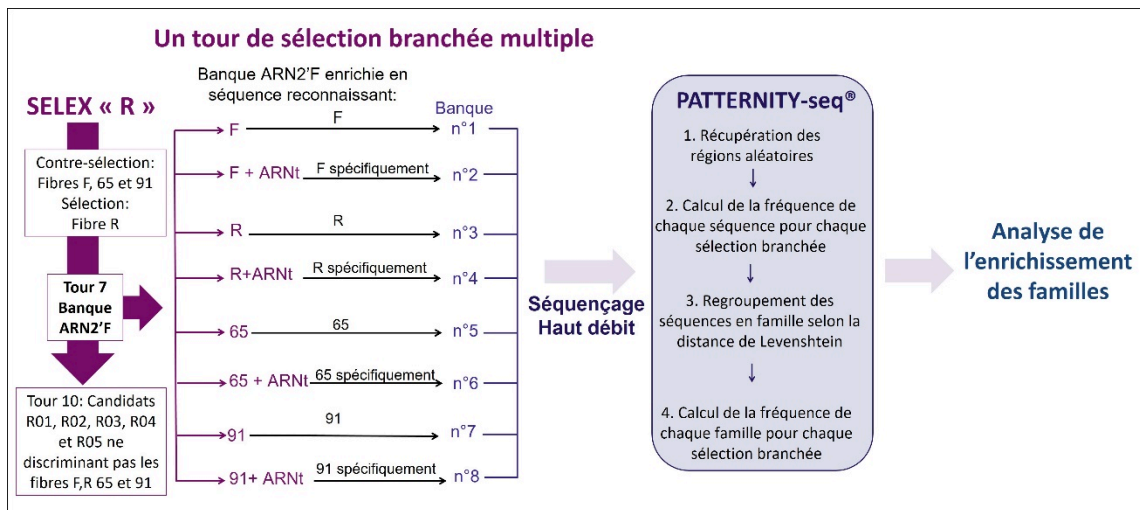 Un tour de sélection branchée multiple
SELEX « R »
Contre-sélection:
Fibres F, 65 et 91
Sélection:
Fibre R
Tour 7
Banque
ARN2'F
Tour 10: Candidats
R01, R02, R03, R04
et R05 ne
discriminant pas les
fibres F,R 65 et 91
Banque ARN2'F enrichie en
séquence reconnaissant:
Banque
F
F
n°1
F + ARNt
F spécifiquement
n°2
R
R
n°3
R+ARNt
R spécifiquement
n°4
65
65
n°5
65 + ARNt
65 spécifiquement
n°6
91
91
n°7
91+ ARNt
91 spécifiquement
n°8
Séquençage
Haut débit
PATTERNITY-seq®
1. Récupération des
régions aléatoires
2. Calcul de la fréquence de
chaque séquence pour chaque
sélection branchée
3. Regroupement des
séquences en famille selon la
distance de Levenshtein
4. Calcul de la fréquence de
chaque famille pour chaque
sélection branchée
Analyse de
l'enrichissement
des familles